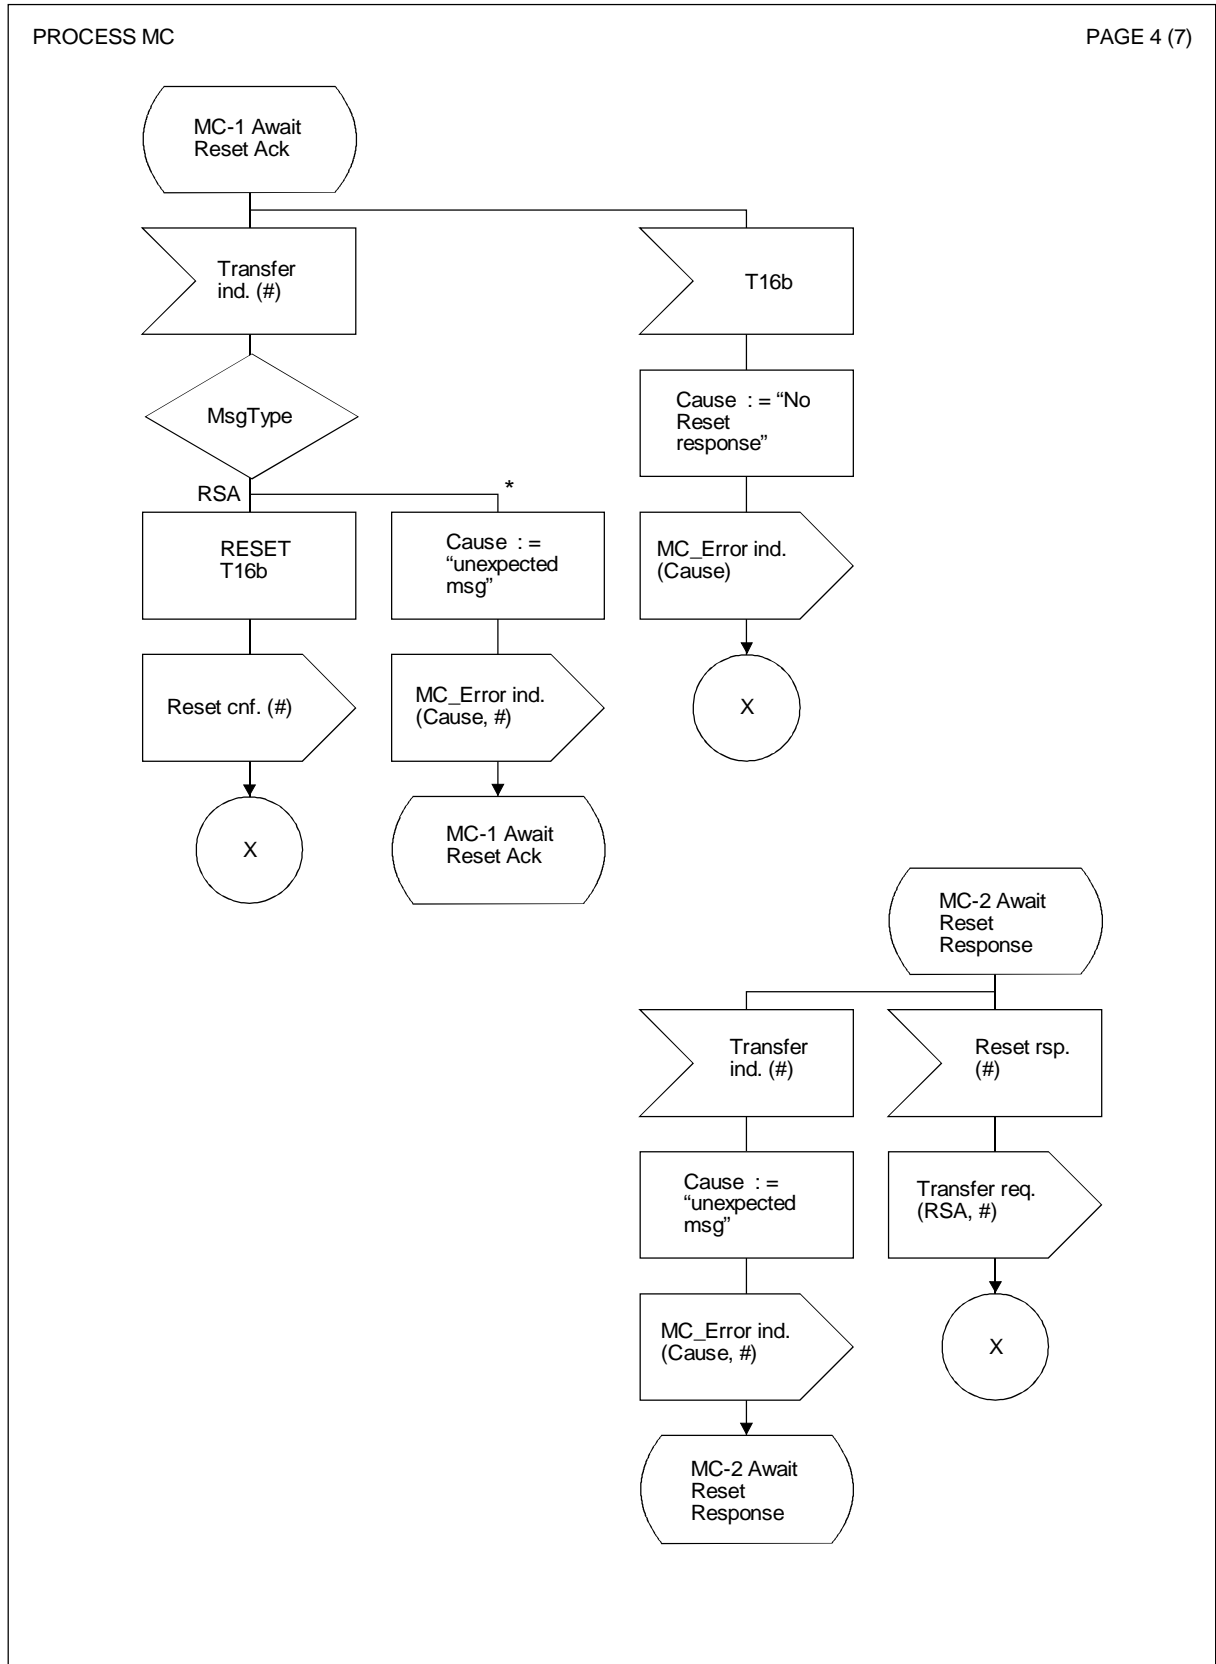 PROCESS MC
PAGE 4 (7)
MC-1 Await
Reset Ack
Transfer
ind. (#)
T16b
MsgType
Cause : = “No
Reset
response”
RSA
*
RESET
T16b
Cause : =
“unexpected
msg”
MC_Error ind.
(Cause)
Reset cnf. (#)
MC_Error ind.
(Cause, #)
X
X
MC-1 Await
Reset Ack
MC-2 Await
Reset
Response
Transfer
ind. (#)
Reset rsp.
(#)
Cause : =
“unexpected
msg”
Transfer req.
(RSA, #)
MC_Error ind.
(Cause, #)
X
MC-2 Await
Reset
Response